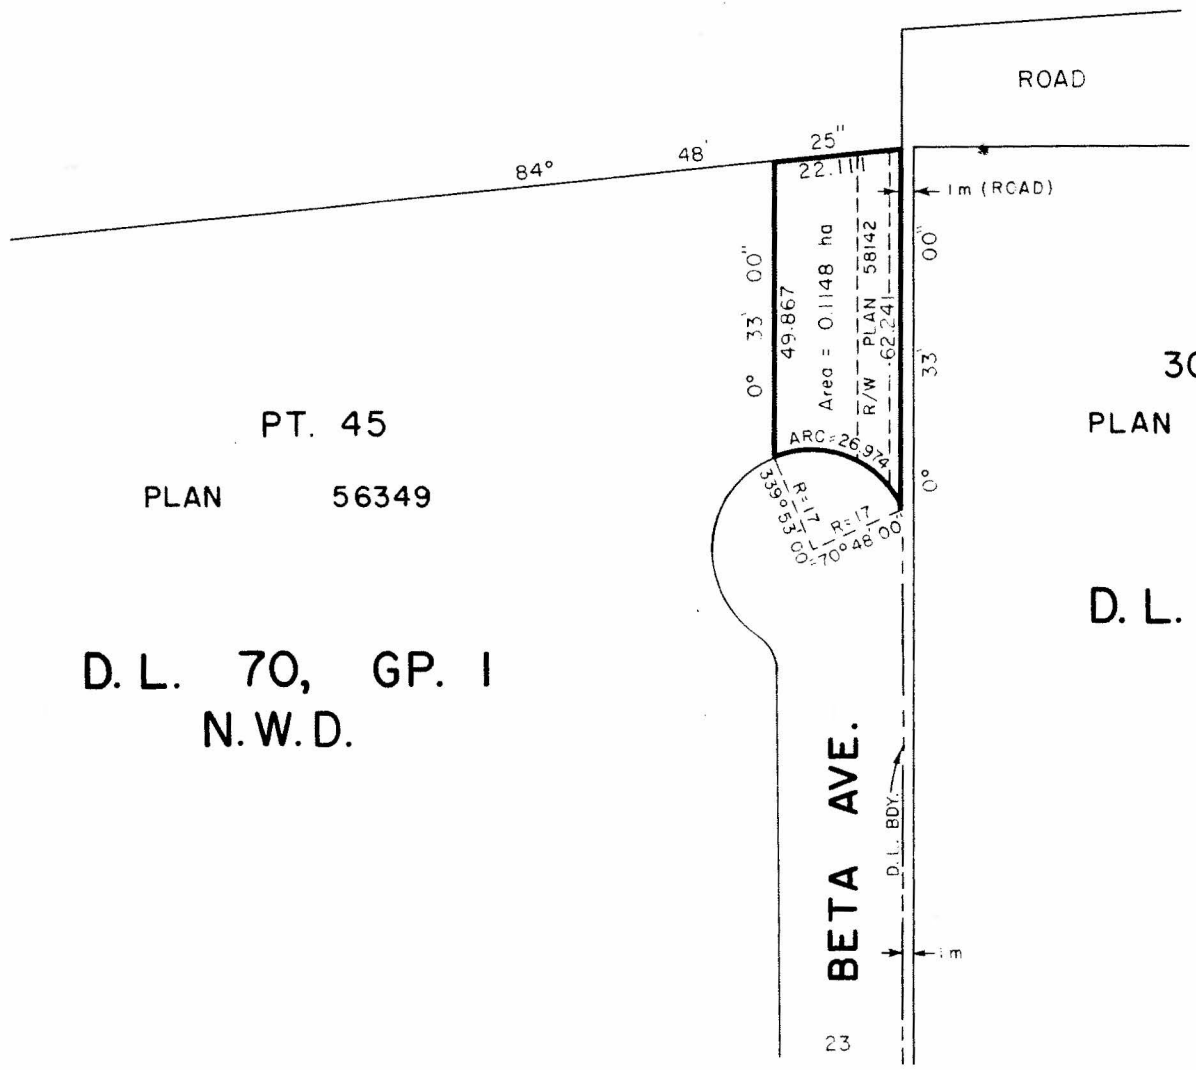 ROAD
84° 48' 25"
22.111
1m (ROAD)
0° 33' 00"
49.867
Area = 0.1148 ha
R/W PLAN 58142
62.241
0° 33' 00"
30
PLAN
PT. 45
PLAN 56349
ARC=26.974
R=17
339° 53' 00"
R=17
70° 48' 00"
D.L.
D.L. 70, GP. 1
N.W.D.
BETA AVE.
D.L. BDY.
1m
23